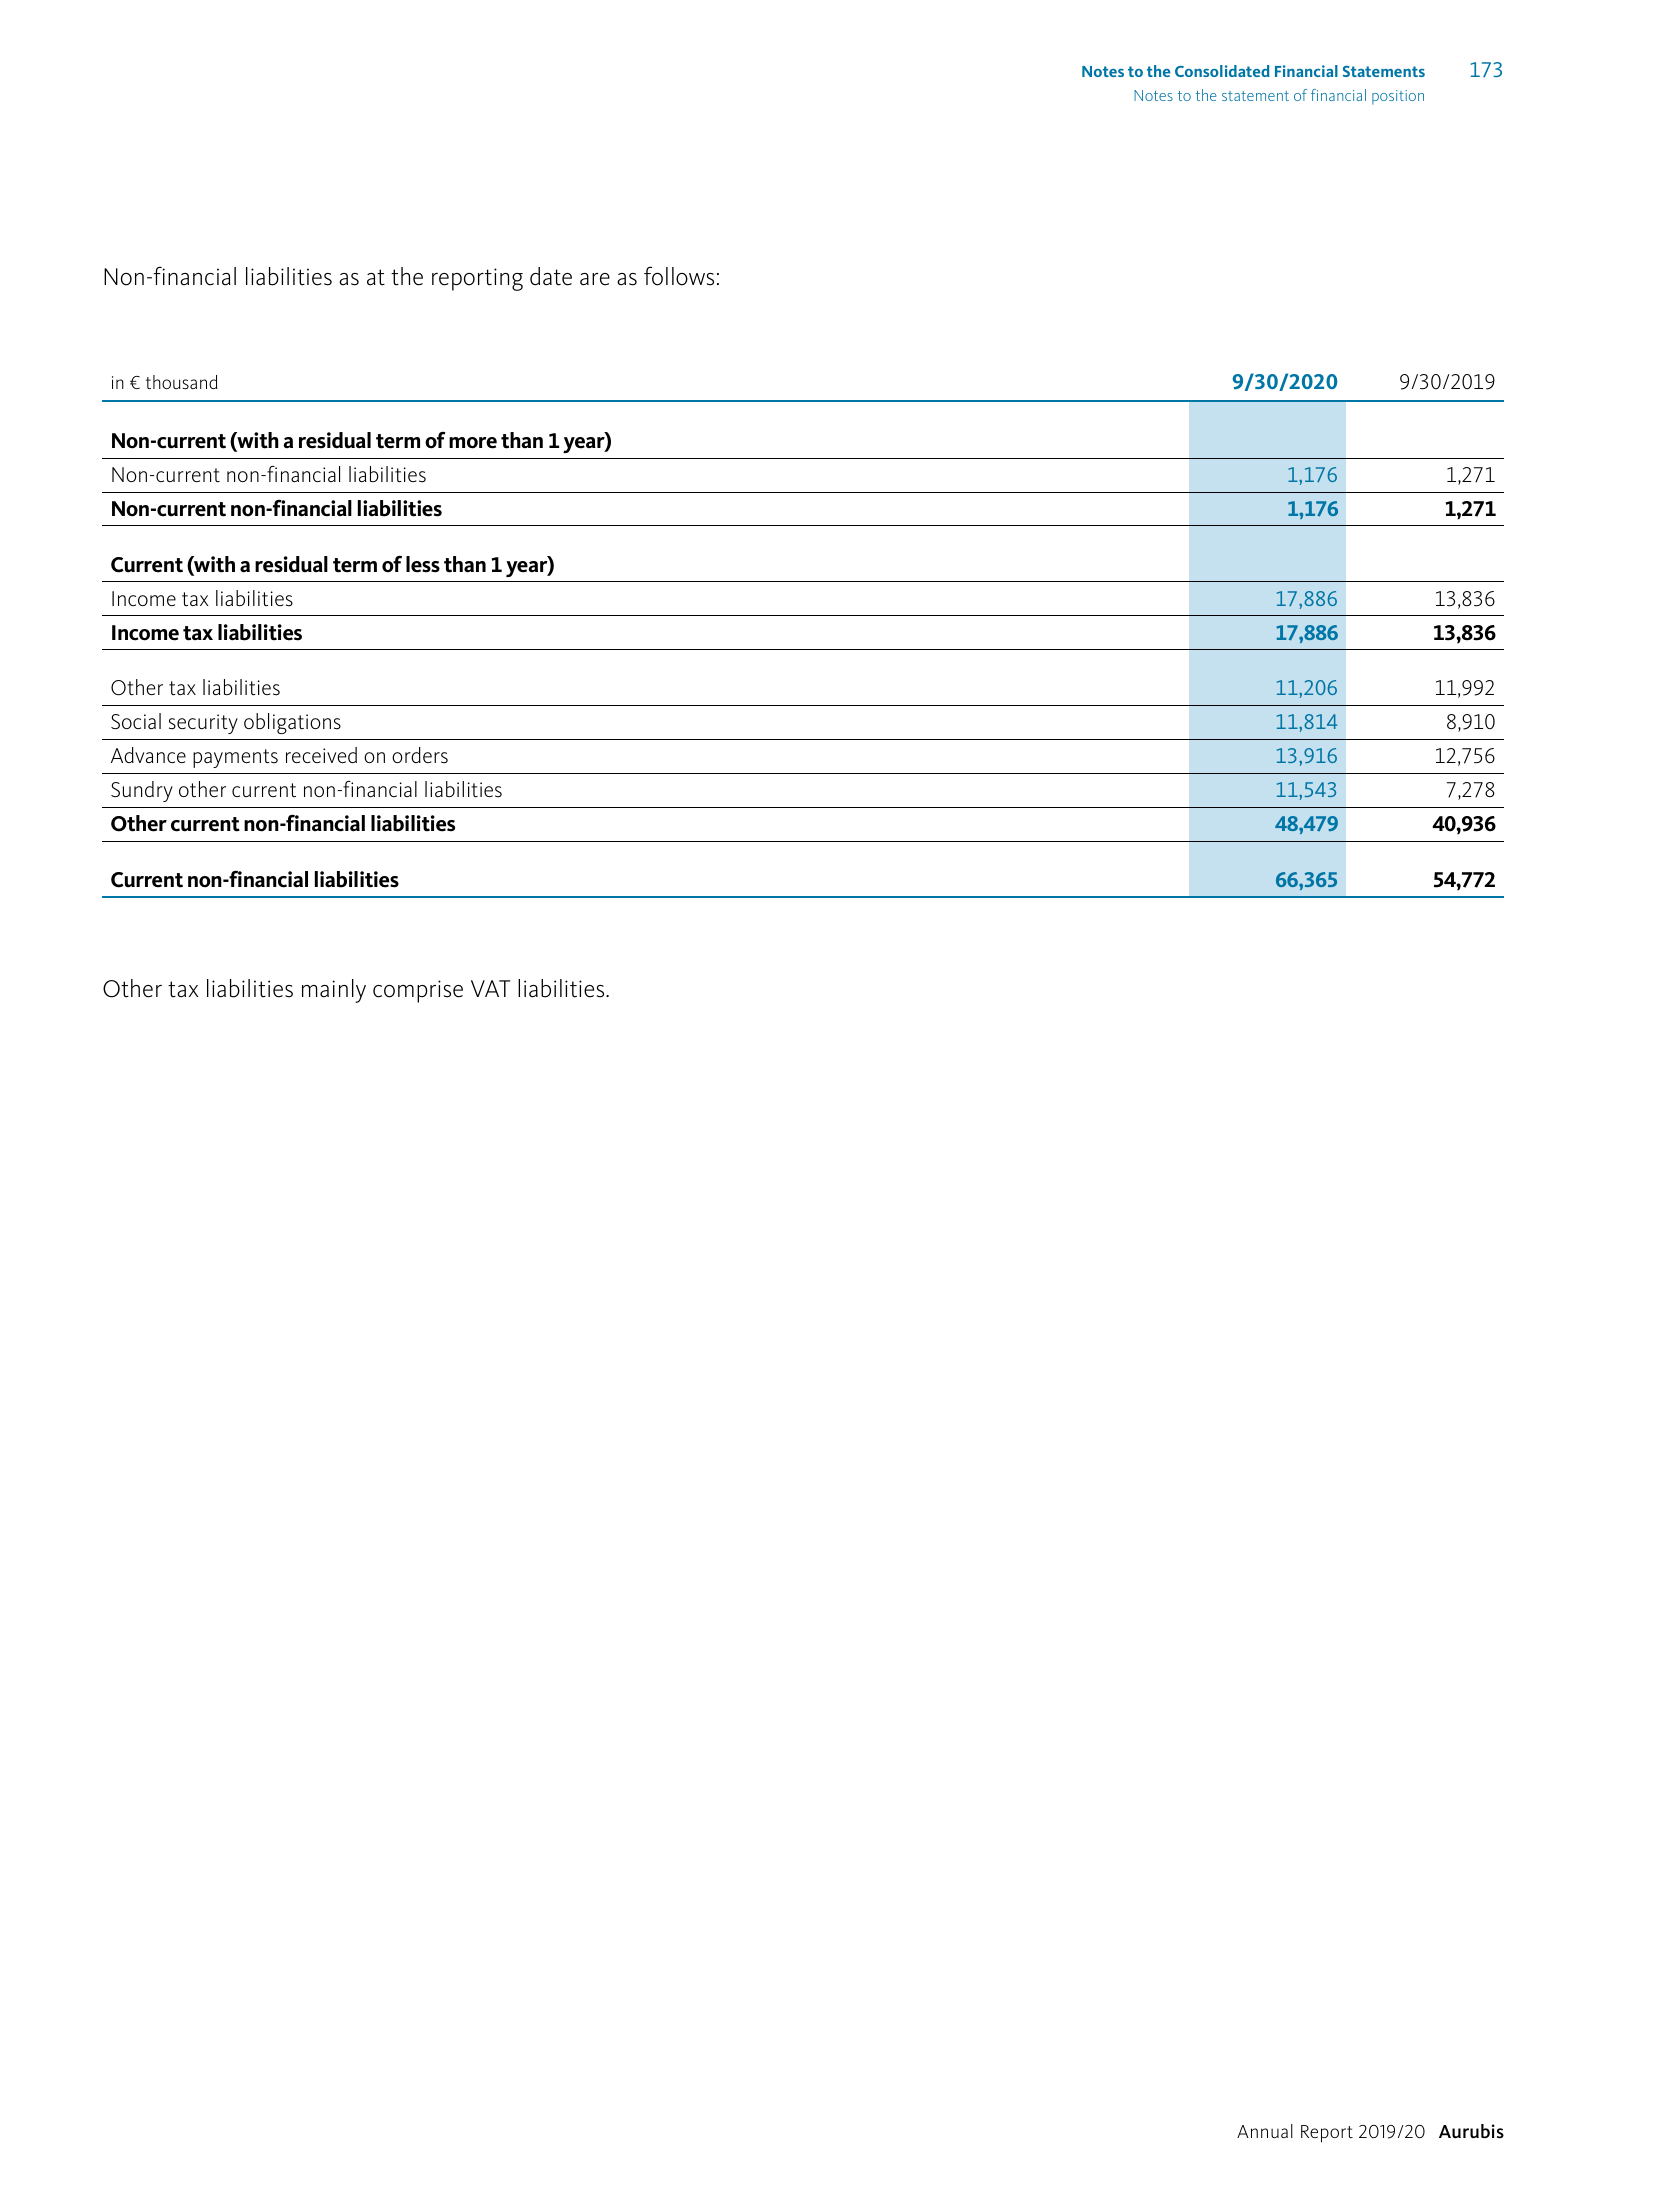 Notes to the Consolidated Financial Statements 173
Notes to the statement of financial position
Non-financial liabilities as at the reporting date are as follows:
in € thousand 9/30/2020 9/30/2019
Non-current (with a residual term of more than 1 year)
Non-current non-financial liabilities 1,176 1,271
Non-current non-financial liabilities 1,176 1,271
Current (with a residual term of less than 1 year)
Income tax liabilities 17,886 13,836
Income tax liabilities 17,886 13,836
Other tax liabilities 11,206 11,992
Social security obligations 11,814 8,910
Advance payments received on orders 13,916 12,756
Sundry other current non-financial liabilities 11,543 7,278
Other current non-financial liabilities 48,479 40,936
Current non-financial liabilities 66,365 54,772
Other tax liabilities mainly comprise VAT liabilities.
Annual Report 2019/20 Aurubis